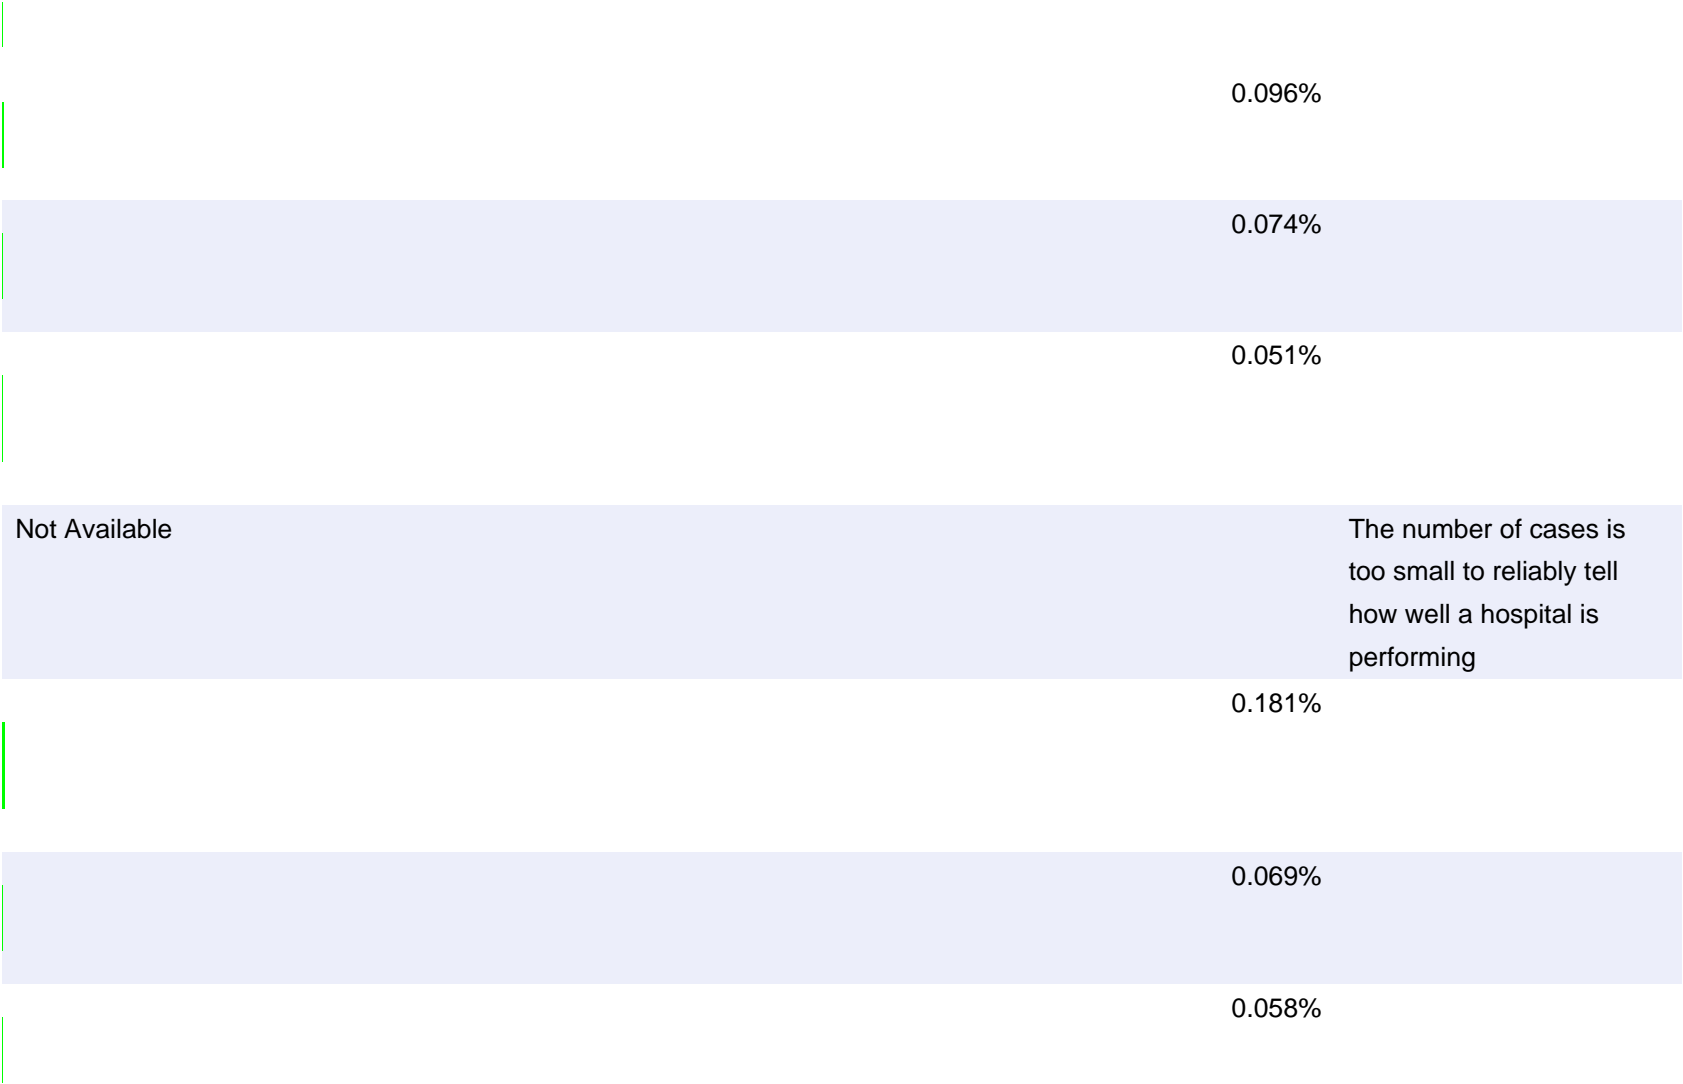 0.096%
0.074%
0.051%
Not Available
The number of cases is
too small to reliably tell
how well a hospital is
performing
0.181%
0.069%
0.058%